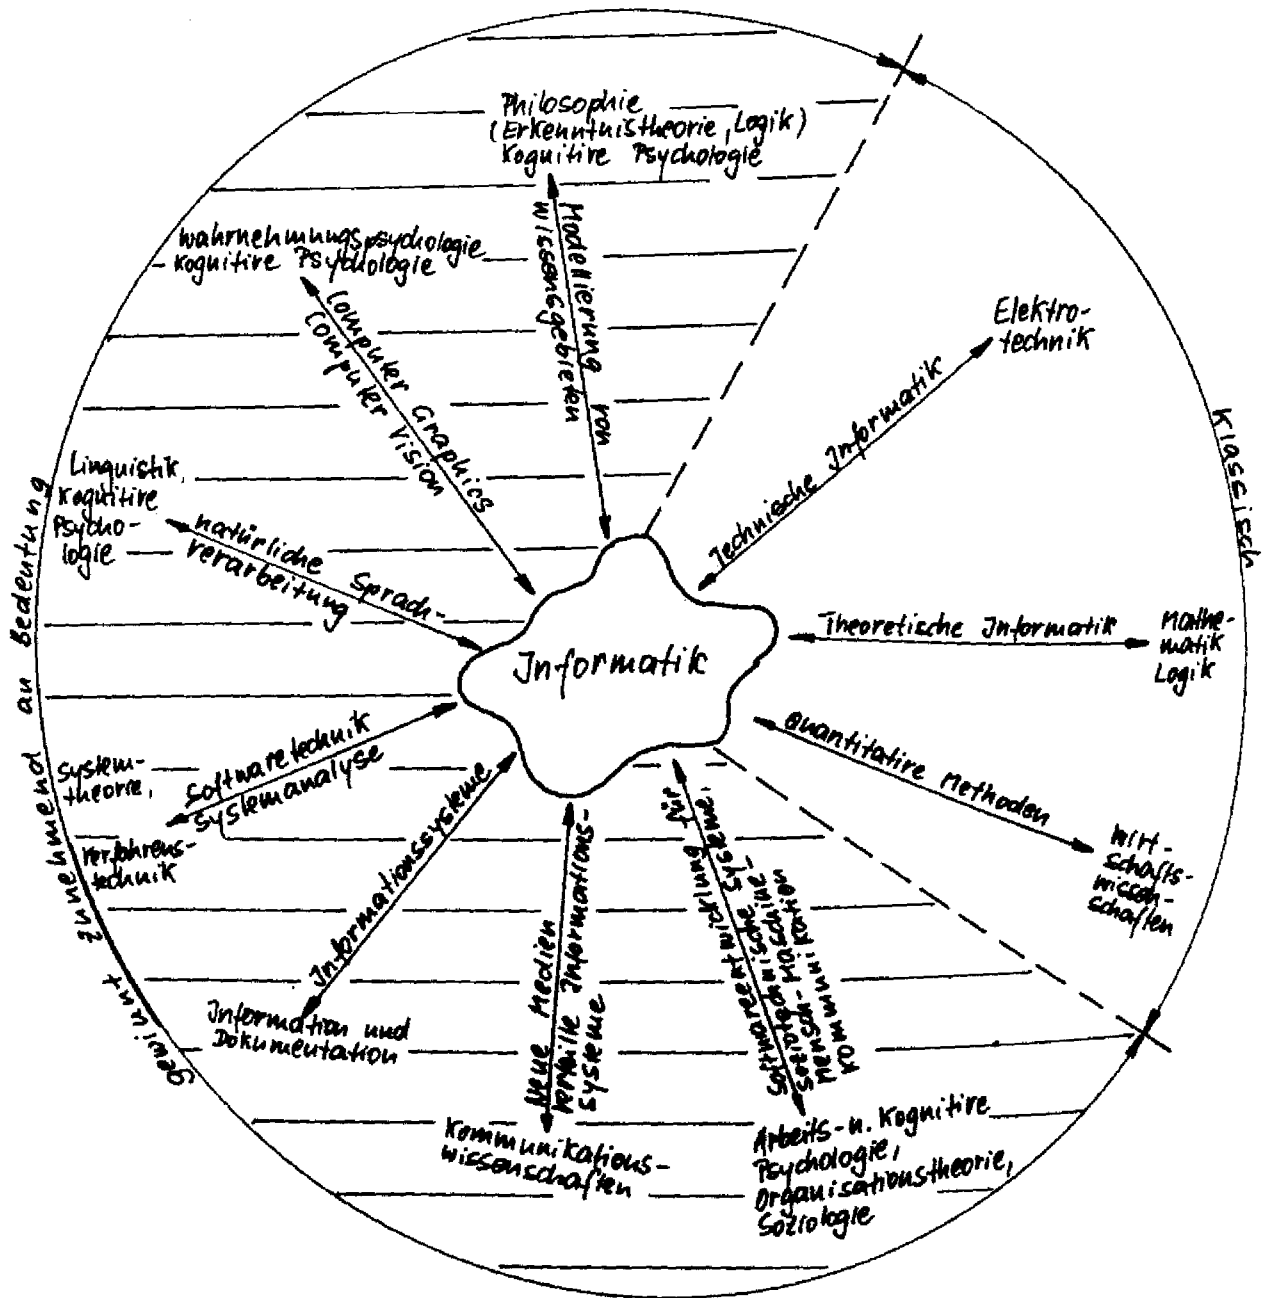 Philosophie
(Erkenntnistheorie, Logik)
Kognitive Psychologie
Modellierung von
Wissensgebieten
Wahrnehmungspsychologie
Kognitive Psychologie
Computer Graphics
Computer Vision
Elektro-
technik
Technische Informatik
Klassisch
Linguistik,
Kognitive
Psycho-
logie
natürliche Sprach-
verarbeitung
Informatik
Theoretische Informatik
Mathe-
matik
Logik
Quantitative Methoden
Wirt-
schafts-
wissen-
schaften
System-
theorie,
Verfahrens-
technik
Softwaretechnik
Systemanalyse
Informationssysteme
Information und
Dokumentation
Neue Medien
Verteilte Informations-
systeme
Kommunikations-
wissenschaften
Softwareentwicklung für
Soziotechnische Systeme,
Mensch-Maschine-
Kommunikation
Arbeits- u. Kognitive
Psychologie,
Organisationstheorie,
Soziologie
gewinnt zunehmend an Bedeutung